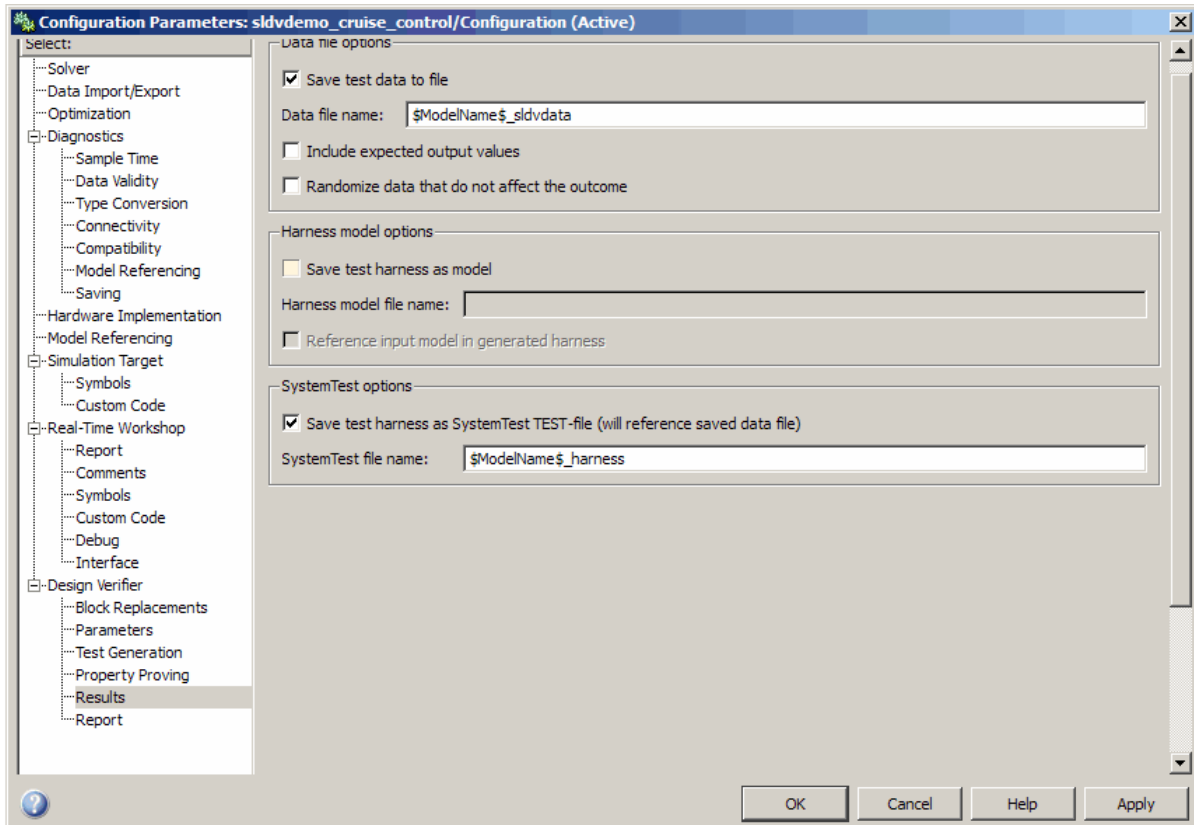 Configuration Parameters: sldvdemo_cruise_control/Configuration (Active)
Select:
Solver
Data Import/Export
Optimization
Diagnostics
Sample Time
Data Validity
Type Conversion
Connectivity
Compatibility
Model Referencing
Saving
Hardware Implementation
Model Referencing
Simulation Target
Symbols
Custom Code
Real-Time Workshop
Report
Comments
Symbols
Custom Code
Debug
Interface
Design Verifier
Block Replacements
Parameters
Test Generation
Property Proving
Results
Report
Data file options
Save test data to file
Data file name: $ModelName$_sldvdata
Include expected output values
Randomize data that do not affect the outcome
Harness model options
Save test harness as model
Harness model file name:
Reference input model in generated harness
SystemTest options
Save test harness as SystemTest TEST-file (will reference saved data file)
SystemTest file name: $ModelName$_harness
OK Cancel Help Apply